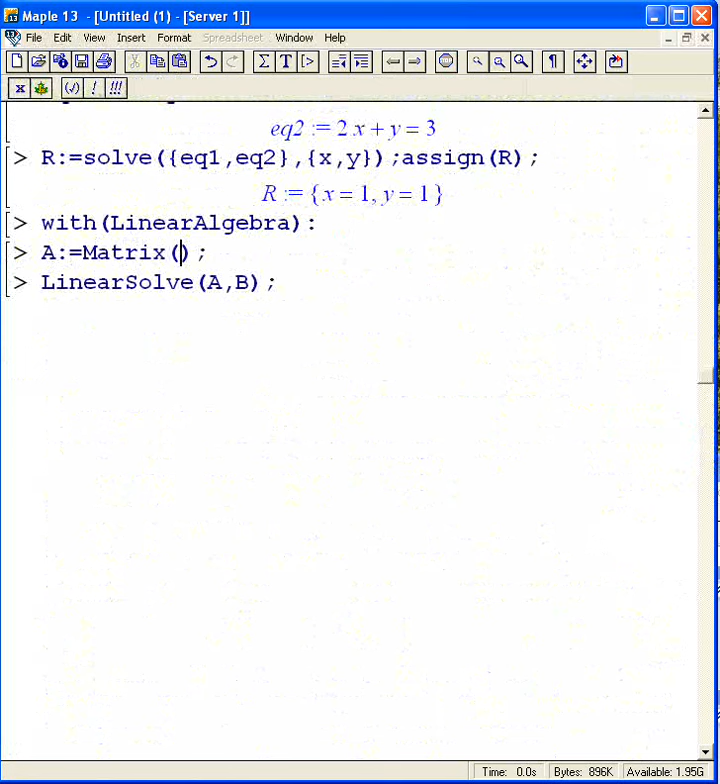 Maple 13 - [Untitled (1) - [Server 1]]
File Edit View Insert Format Spreadsheet Window Help
eq2 := 2 x + y = 3
> R:=solve({eq1,eq2},{x,y});assign(R);
R := {x = 1, y = 1}
> with(LinearAlgebra):
> A:=Matrix();
> LinearSolve(A,B);
Time: 0.0s Bytes: 896K Available: 1.95G